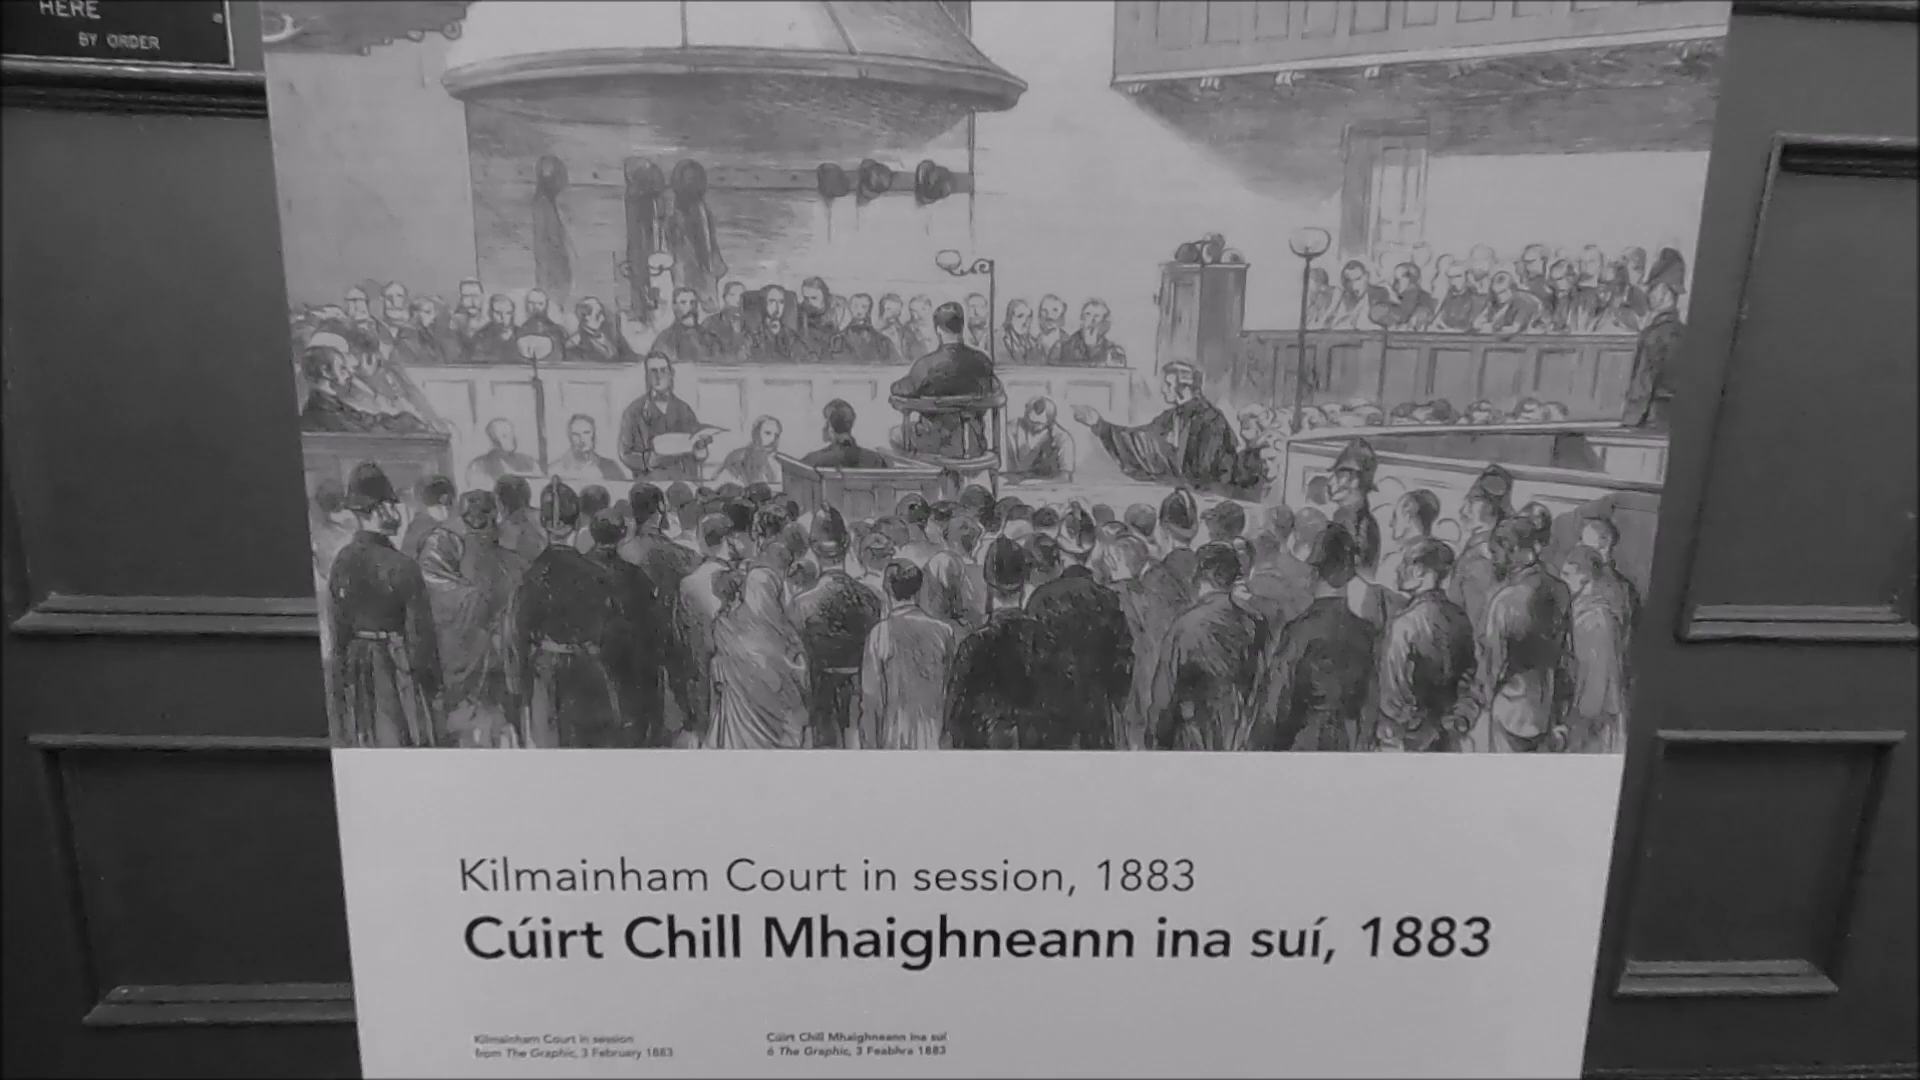 HERE
BY ORDER
Kilmainham Court in session, 1883
Cúirt Chill Mhaighneann ina suí, 1883
Kilmainham Court in session
from The Graphic, 3 February 1883
Cúirt Chill Mhaighneann ina suí
ó The Graphic, 3 Feabhra 1883